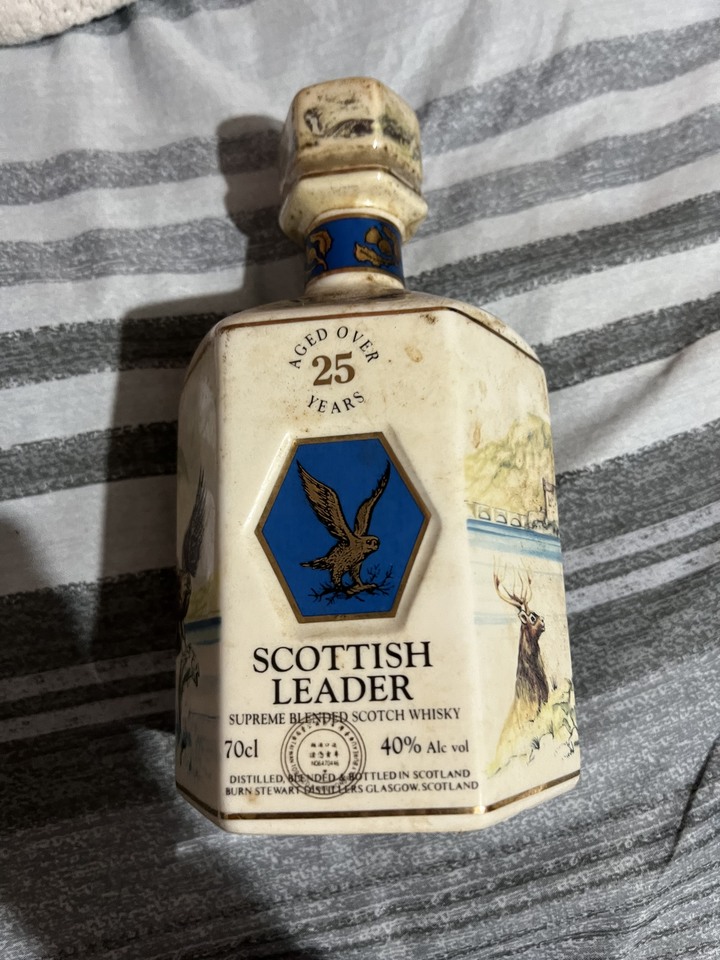 AGED OVER
25
YEARS
SCOTTISH
LEADER
SUPREME BLENDED SCOTCH WHISKY
70cl 40% Alc vol
DISTILLED, BLENDED & BOTTLED IN SCOTLAND
BURN STEWART DISTILLERS GLASGOW, SCOTLAND